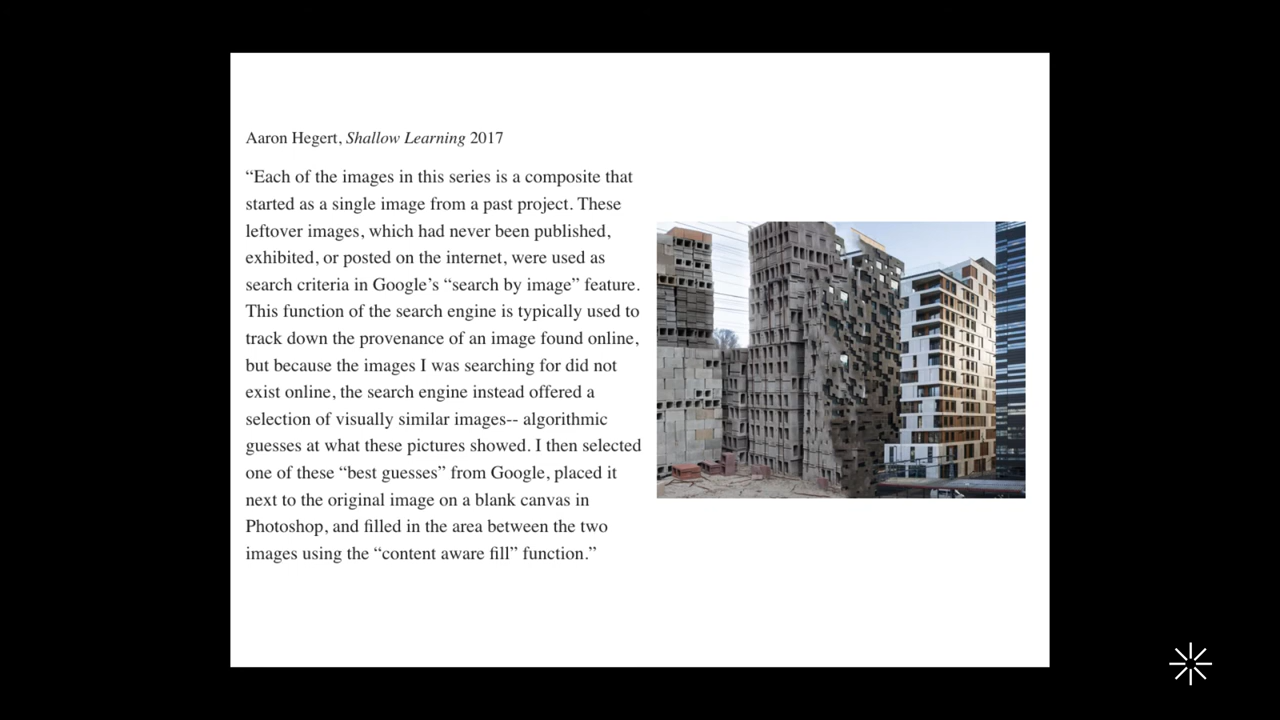 Aaron Hegert, Shallow Learning 2017
“Each of the images in this series is a composite that
started as a single image from a past project. These
leftover images, which had never been published,
exhibited, or posted on the internet, were used as
search criteria in Google’s “search by image” feature.
This function of the search engine is typically used to
track down the provenance of an image found online,
but because the images I was searching for did not
exist online, the search engine instead offered a
selection of visually similar images-- algorithmic
guesses at what these pictures showed. I then selected
one of these “best guesses” from Google, placed it
next to the original image on a blank canvas in
Photoshop, and filled in the area between the two
images using the “content aware fill” function.”